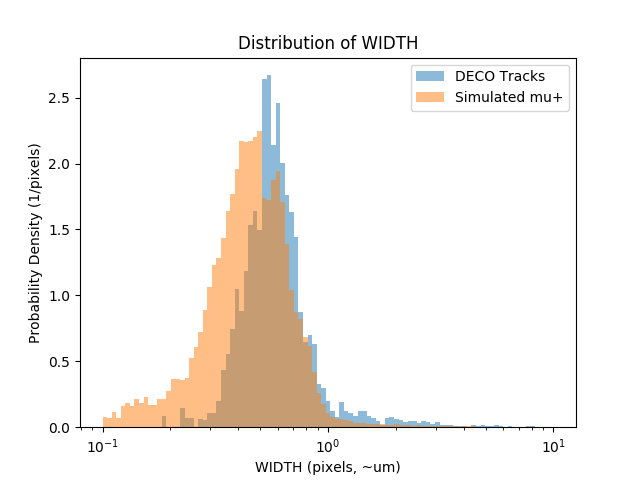 Distribution of WIDTH
DECO Tracks
Simulated mu+
Probability Density (1/pixels)
2.5
2.0
1.5
1.0
0.5
0.0
10⁻¹
10⁰
10¹
WIDTH (pixels, ~um)